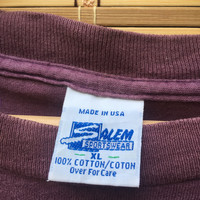 MADE IN USA
SALEM
SPORTSWEAR
XL
100% COTTON/COTON
Over For Care